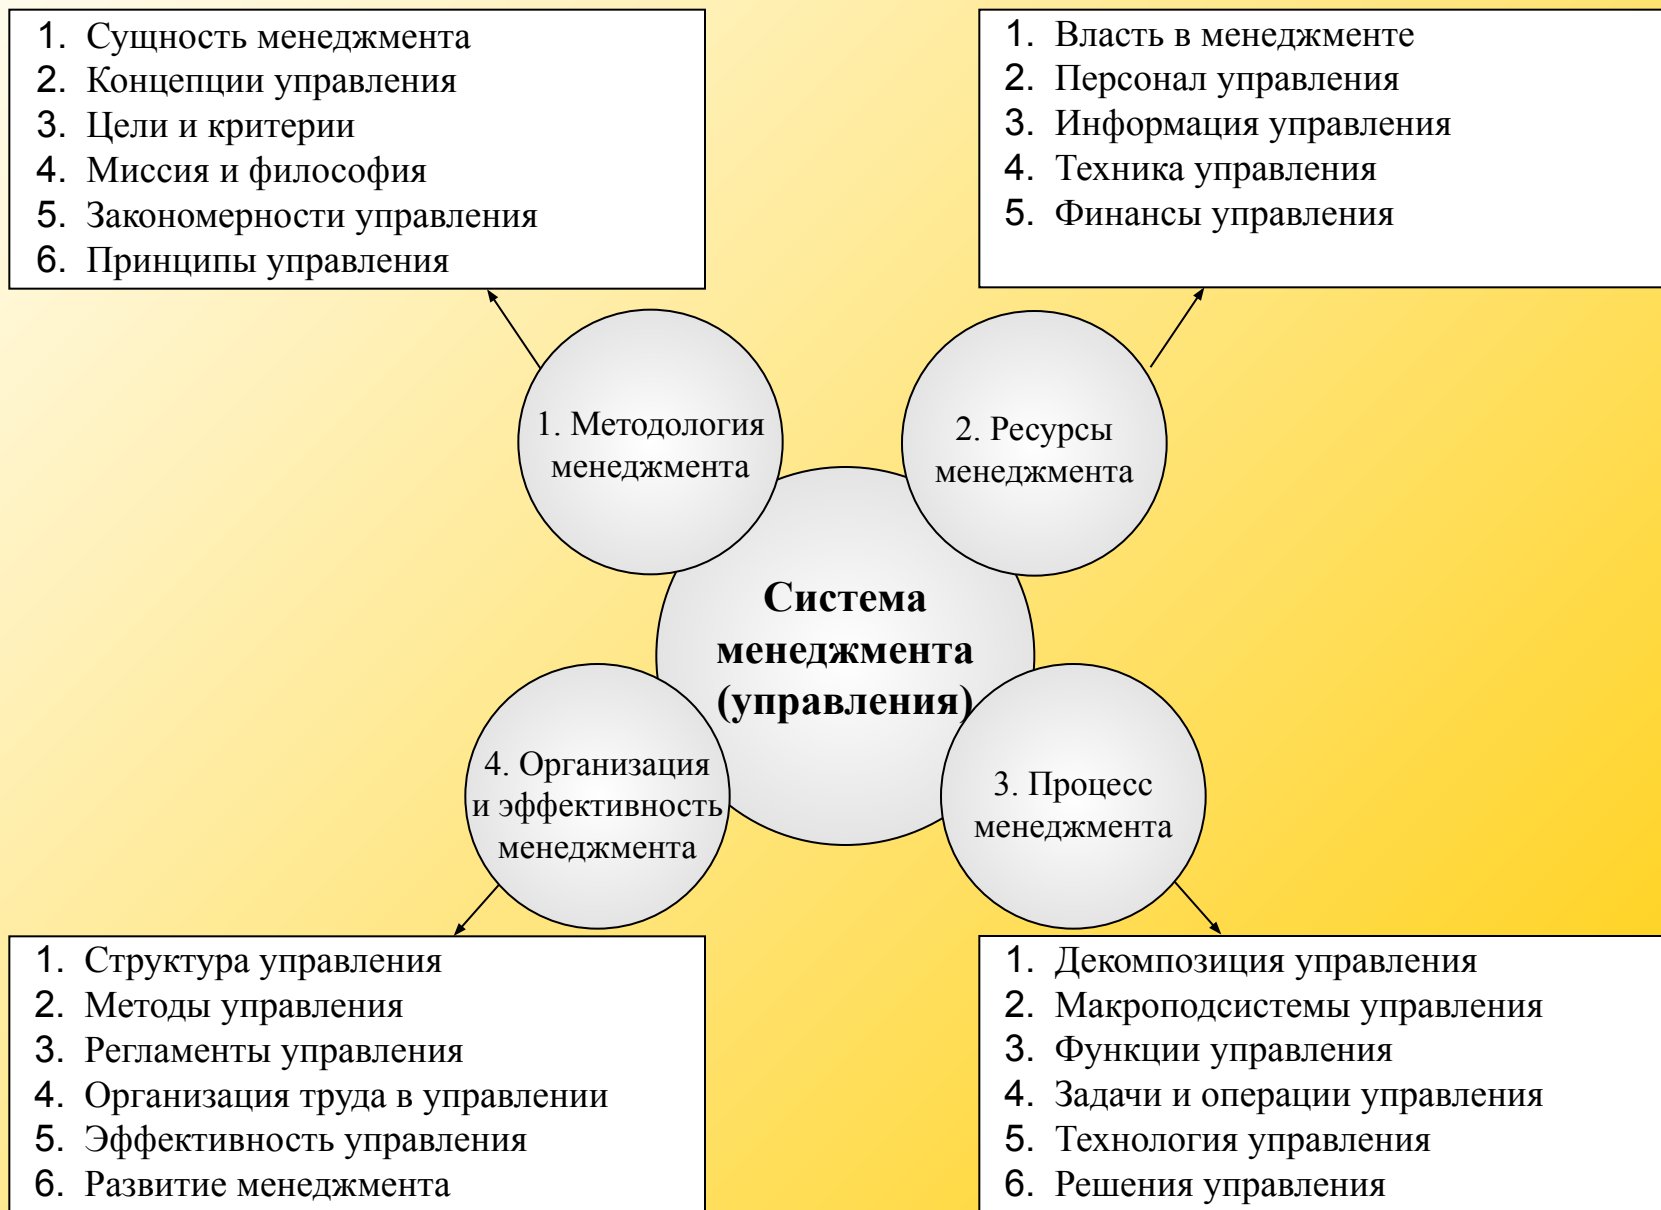 1. Сущность менеджмента
2. Концепции управления
3. Цели и критерии
4. Миссия и философия
5. Закономерности управления
6. Принципы управления
1. Власть в менеджменте
2. Персонал управления
3. Информация управления
4. Техника управления
5. Финансы управления
1. Методология
менеджмента
2. Ресурсы
менеджмента
Система
менеджмента
(управления)
4. Организация
и эффективность
менеджмента
3. Процесс
менеджмента
1. Структура управления
2. Методы управления
3. Регламенты управления
4. Организация труда в управлении
5. Эффективность управления
6. Развитие менеджмента
1. Декомпозиция управления
2. Макроподсистемы управления
3. Функции управления
4. Задачи и операции управления
5. Технология управления
6. Решения управления